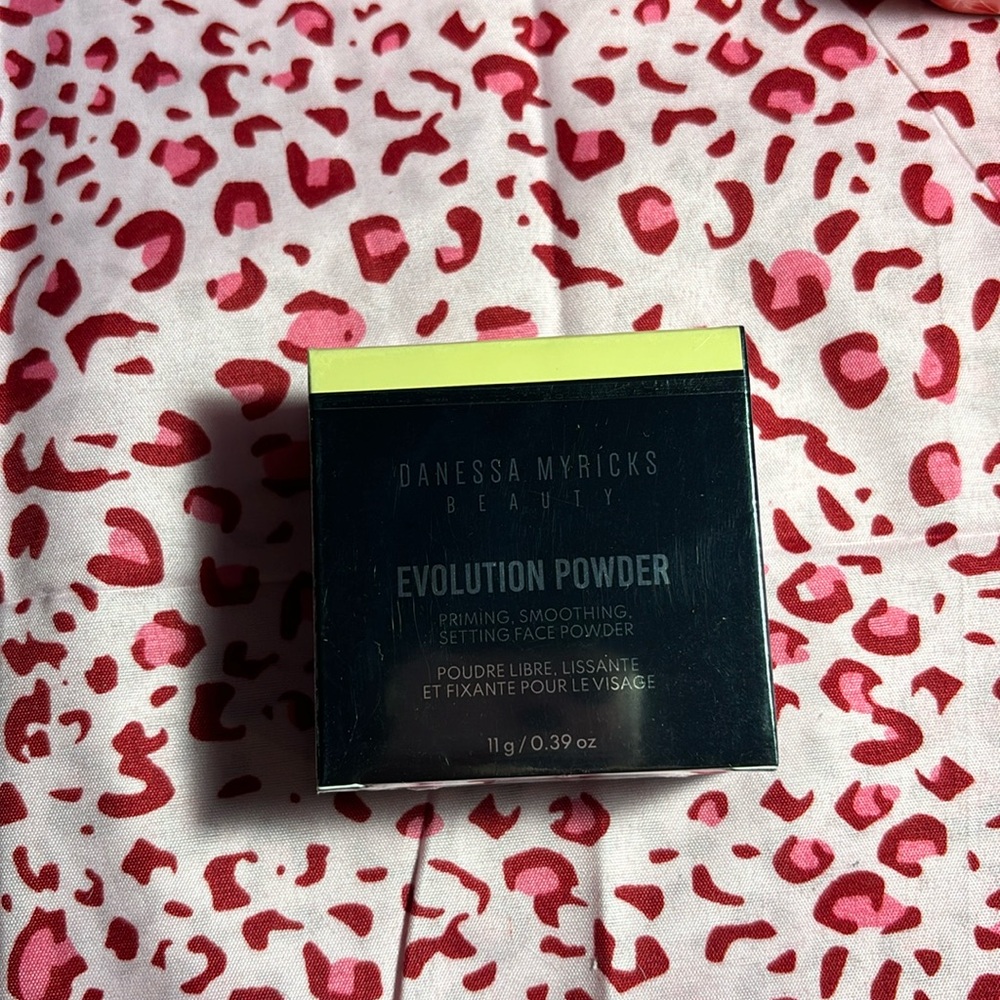 DANESSA MYRICKS
BEAUTY
EVOLUTION POWDER
PRIMING, SMOOTHING,
SETTING FACE POWDER
POUDRE LIBRE, LISSANTE
ET FIXANTE POUR LE VISAGE
11 g / 0.39 oz